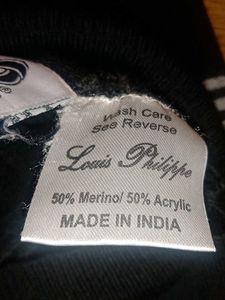 Wash Care
See Reverse
Louis Philippe
50% Merino/ 50% Acrylic
MADE IN INDIA